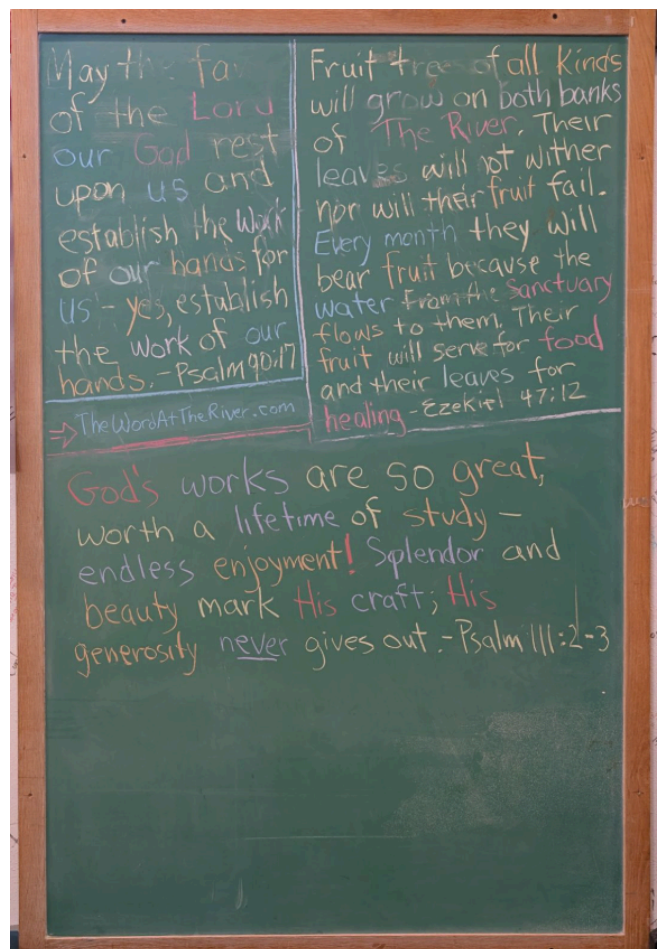 May the fav
of the Lord
our God rest
upon us and
establish the work
of our hands for
us - yes, establish
the work of our
hands. - Psalm 90:17
→ TheWordAtTheRiver.com
Fruit trees of all kinds
will grow on both banks
of The River. Their
leaves will not wither
nor will their fruit fail.
Every month they will
bear fruit because the
water from the sanctuary
flows to them. Their
fruit will serve for food
and their leaves for
healing - Ezekiel 47:12
God's works are so great,
worth a lifetime of study -
endless enjoyment! Splendor and
beauty mark His craft; His
generosity never gives out. - Psalm 111:2-3